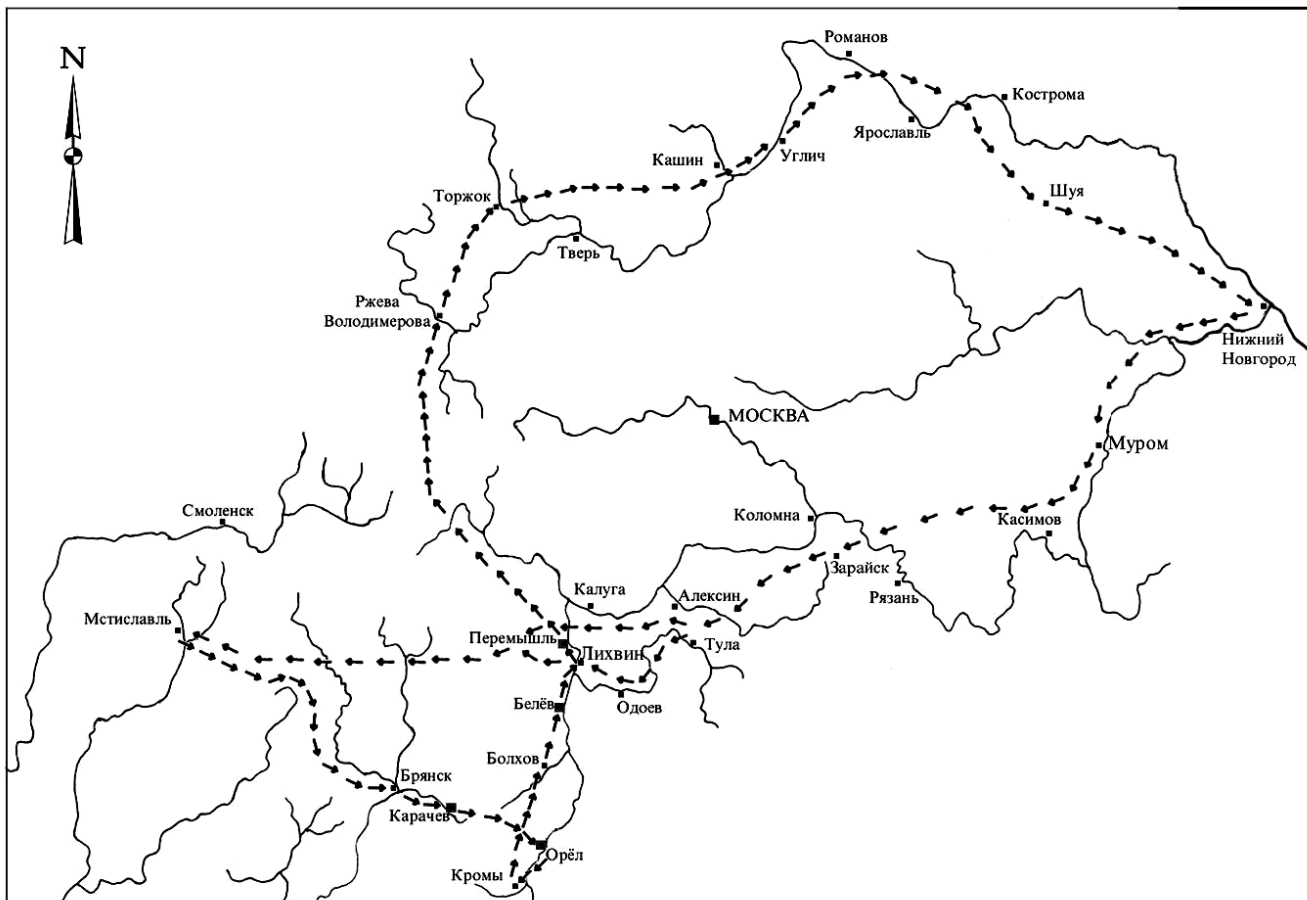 N
Романов
Кострома
Ярославль
Углич
Кашин
Шуя
Торжок
Тверь
Ржева
Володимерова
Нижний
Новгород
МОСКВА
Муром
Смоленск
Коломна
Касимов
Зарайск
Рязань
Калуга
Алексин
Мстиславль
Перемышль
Лихвин
Тула
Белёв
Одоев
Болхов
Брянск
Карачев
Орёл
Кромы